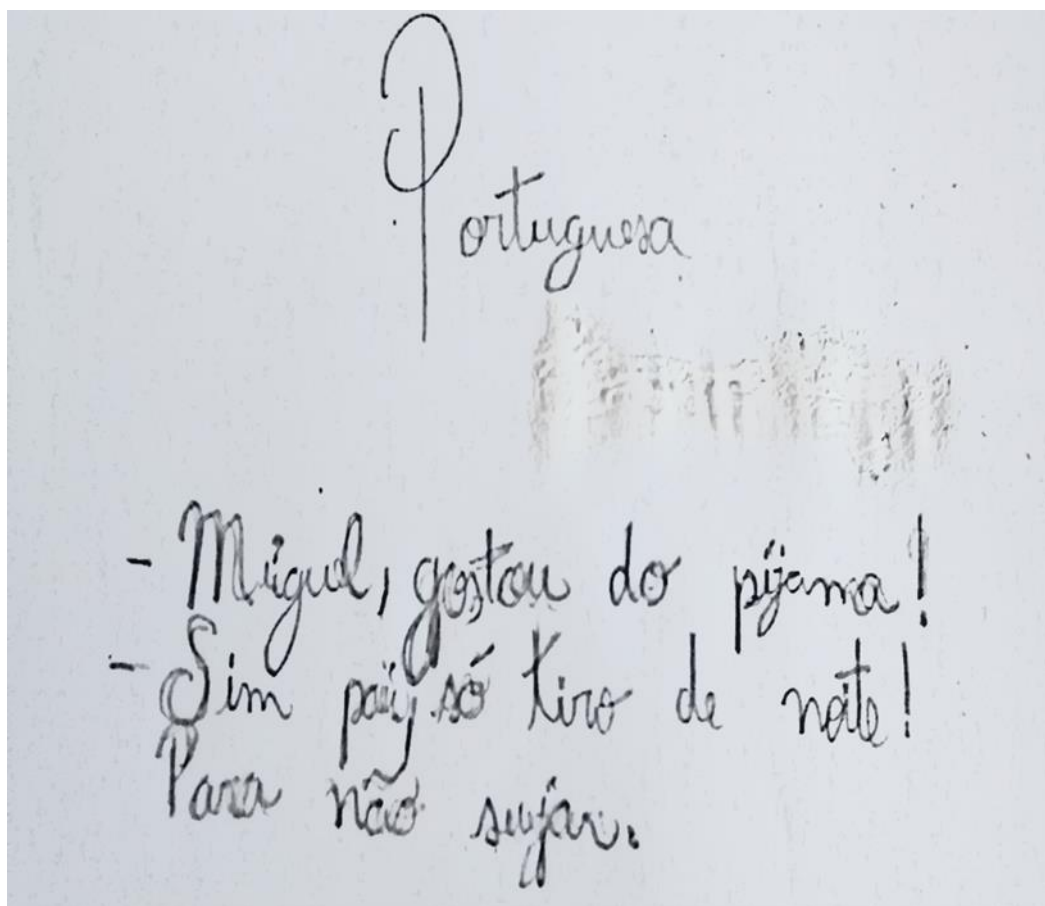 Portuguesa
- Miguel, gostou do pijama!
- Sim pai, só tiro de noite!
Para não sujar.